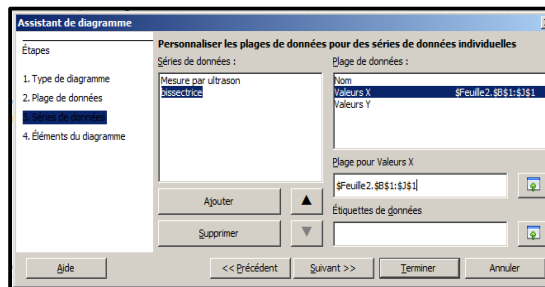 Assistant de diagramme
Étapes
1. Type de diagramme
2. Plage de données
3. Séries de données
4. Éléments du diagramme
Personnaliser les plages de données pour des séries de données individuelles
Séries de données :
Mesure par ultrason
bissectrice
Ajouter
Supprimer
Plage de données :
Nom
Valeurs X $Feuille2.$B$1:$J$1
Valeurs Y
Plage pour Valeurs X
$Feuille2.$B$1:$J$1
Étiquettes de données
Aide
<< Précédent
Suivant >>
Terminer
Annuler